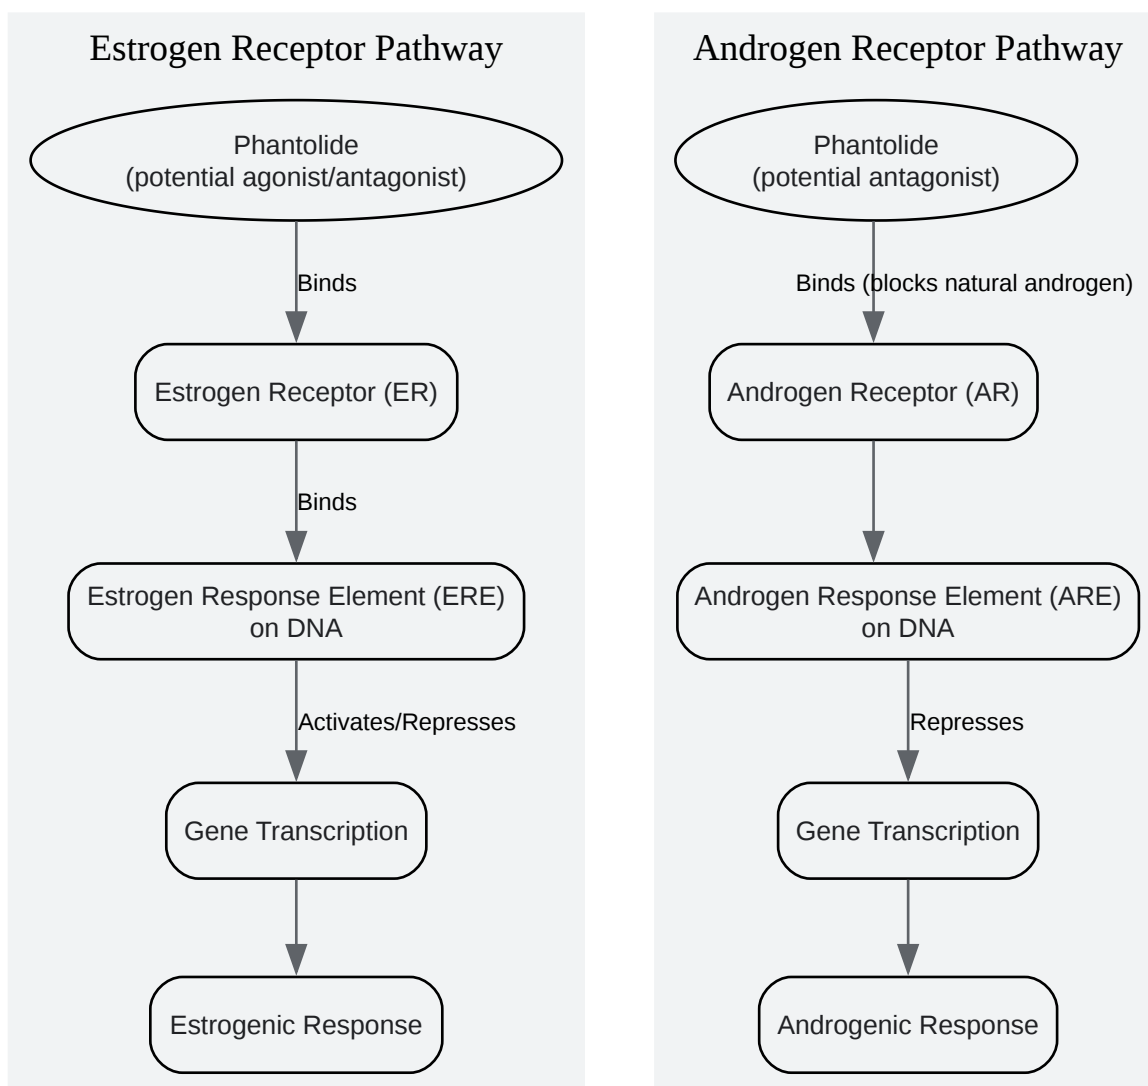 Estrogen Receptor Pathway
Phantolide
(potential agonist/antagonist)
Binds
Estrogen Receptor (ER)
Binds
Estrogen Response Element (ERE)
on DNA
Activates/Represses
Gene Transcription
Estrogenic Response
Androgen Receptor Pathway
Phantolide
(potential antagonist)
Binds (blocks natural androgen)
Androgen Receptor (AR)
Androgen Response Element (ARE)
on DNA
Represses
Gene Transcription
Androgenic Response